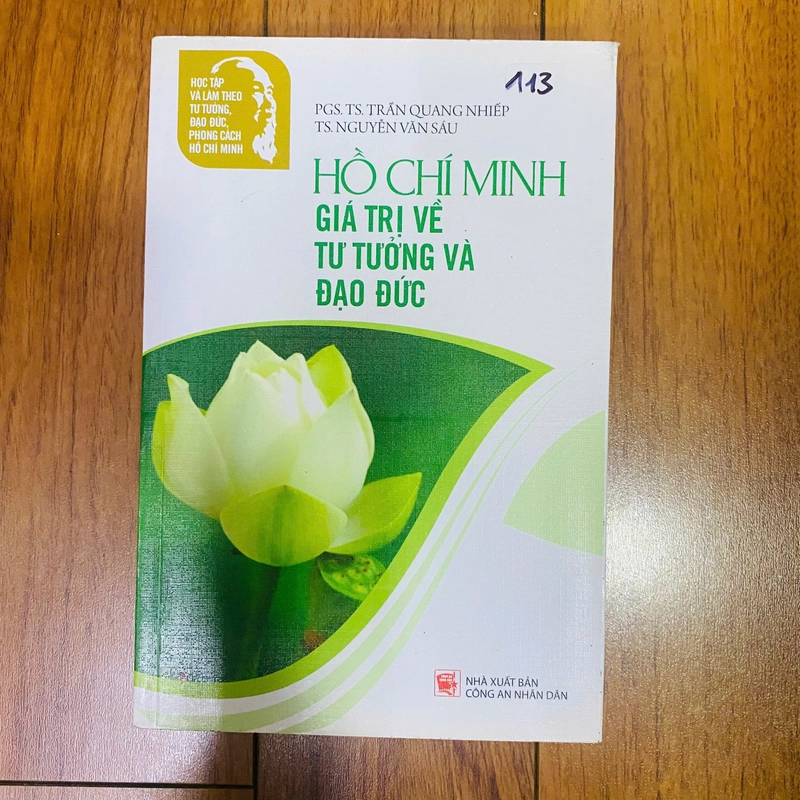 HỌC TẬP
VÀ LÀM THEO
TƯ TƯỞNG,
ĐẠO ĐỨC,
PHONG CÁCH
HỒ CHÍ MINH
113
PGS. TS. TRẦN QUANG NHIẾP
TS. NGUYỄN VĂN SÁU
HỒ CHÍ MINH
GIÁ TRỊ VỀ
TƯ TƯỞNG VÀ
ĐẠO ĐỨC
NHÀ XUẤT BẢN
CÔNG AN NHÂN DÂN